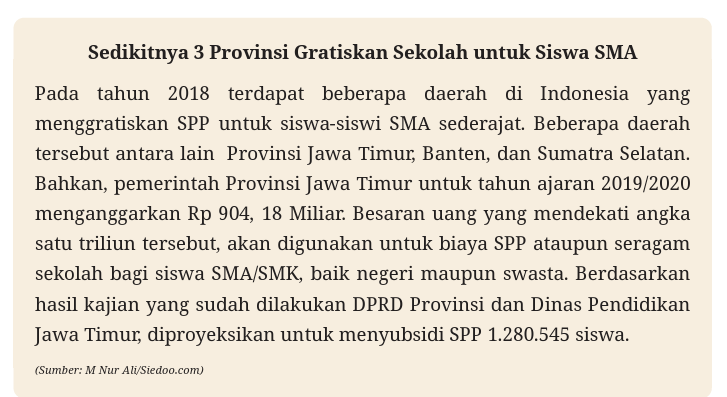 Sedikitnya 3 Provinsi Gratiskan Sekolah untuk Siswa SMA
Pada tahun 2018 terdapat beberapa daerah di Indonesia yang
menggratiskan SPP untuk siswa-siswi SMA sederajat. Beberapa daerah
tersebut antara lain Provinsi Jawa Timur, Banten, dan Sumatra Selatan.
Bahkan, pemerintah Provinsi Jawa Timur untuk tahun ajaran 2019/2020
menganggarkan Rp 904, 18 Miliar. Besaran uang yang mendekati angka
satu triliun tersebut, akan digunakan untuk biaya SPP ataupun seragam
sekolah bagi siswa SMA/SMK, baik negeri maupun swasta. Berdasarkan
hasil kajian yang sudah dilakukan DPRD Provinsi dan Dinas Pendidikan
Jawa Timur, diproyeksikan untuk menyubsidi SPP 1.280.545 siswa.
(Sumber: M Nur Ali/Siedoo.com)